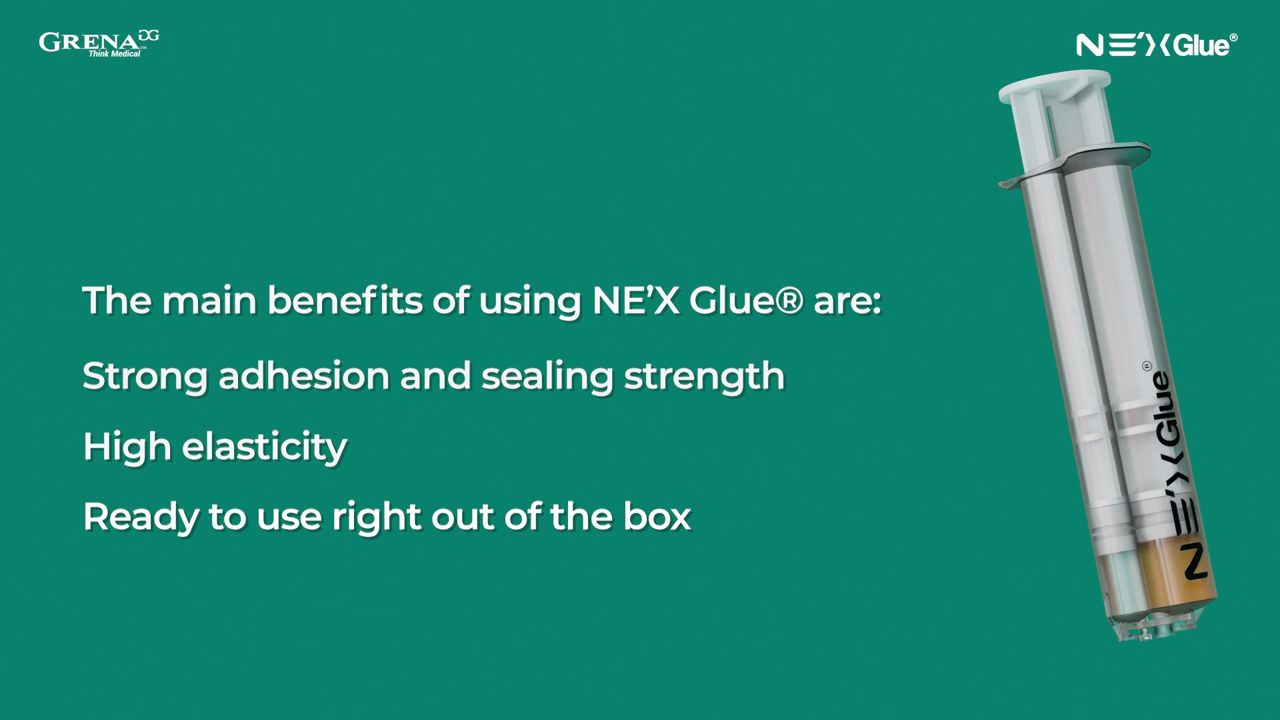 GRENA GG™
Think Medical
NE'X Glue®
The main benefits of using NE’X Glue® are:
Strong adhesion and sealing strength
High elasticity
Ready to use right out of the box
NE'X Glue®